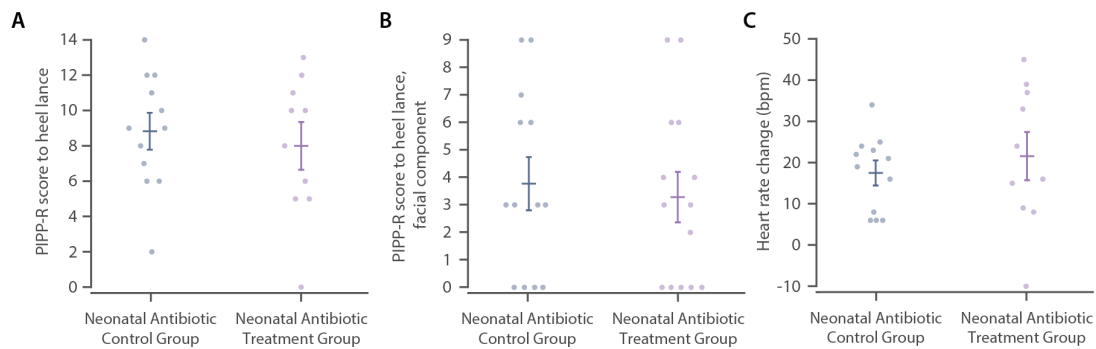 A
PIPP-R score to heel lance
14
12
10
8
6
4
2
0
Neonatal Antibiotic
Control Group
Neonatal Antibiotic
Treatment Group
B
PIPP-R score to heel lance,
facial component
9
8
7
6
5
4
3
2
1
0
Neonatal Antibiotic
Control Group
Neonatal Antibiotic
Treatment Group
C
Heart rate change (bpm)
50
40
30
20
10
0
-10
Neonatal Antibiotic
Control Group
Neonatal Antibiotic
Treatment Group